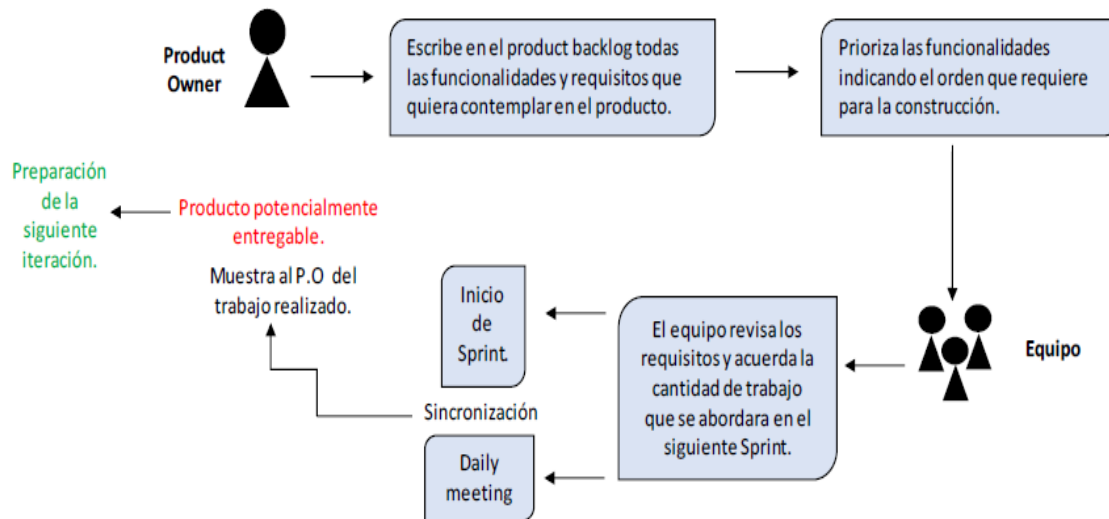 Product
Owner
Escribe en el product backlog todas
las funcionalidades y requisitos que
quiera contemplar en el producto.
Prioriza las funcionalidades
indicando el orden que requiere
para la construcción.
Equipo
El equipo revisa los
requisitos y acuerda la
cantidad de trabajo
que se abordara en el
siguiente Sprint.
Inicio
de
Sprint.
Sincronización
Daily
meeting
Producto potencialmente
entregable.
Muestra al P.O del
trabajo realizado.
Preparación
de la
siguiente
iteración.